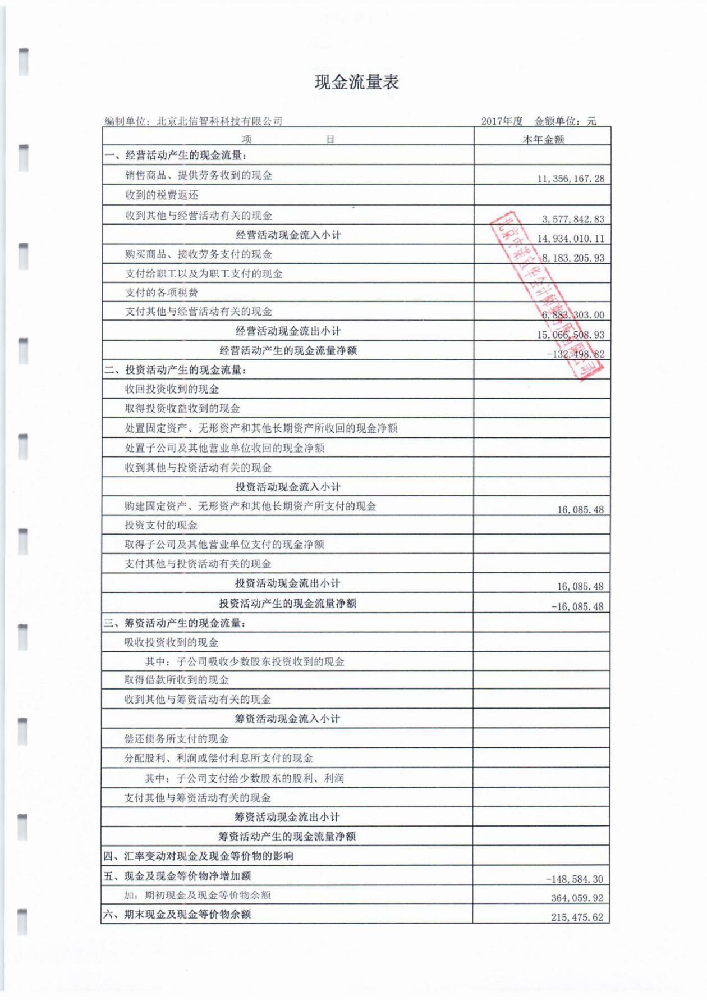 现金流量表
编制单位：北京北信智科科技有限公司 2017年度 金额单位：元
项 目 本年金额
一、经营活动产生的现金流量：
销售商品、提供劳务收到的现金 11,356,167.28
收到的税费返还
收到其他与经营活动有关的现金 3,577,842.83
经营活动现金流入小计 14,934,010.11
购买商品、接收劳务支付的现金 8,183,205.93
支付给职工以及为职工支付的现金
支付的各项税费
支付其他与经营活动有关的现金 6,883,303.00
经营活动现金流出小计 15,066,508.93
经营活动产生的现金流量净额 -132,498.82
北京中诺宜华会计师事务所有限公司
二、投资活动产生的现金流量：
收回投资收到的现金
取得投资收益收到的现金
处置固定资产、无形资产和其他长期资产所收回的现金净额
处置子公司及其他营业单位收回的现金净额
收到其他与投资活动有关的现金
投资活动现金流入小计
购建固定资产、无形资产和其他长期资产所支付的现金 16,085.48
投资支付的现金
取得子公司及其他营业单位支付的现金净额
支付其他与投资活动有关的现金
投资活动现金流出小计 16,085.48
投资活动产生的现金流量净额 -16,085.48
三、筹资活动产生的现金流量：
吸收投资收到的现金
其中：子公司吸收少数股东投资收到的现金
取得借款所收到的现金
收到其他与筹资活动有关的现金
筹资活动现金流入小计
偿还债务所支付的现金
分配股利、利润或偿付利息所支付的现金
其中：子公司支付给少数股东的股利、利润
支付其他与筹资活动有关的现金
筹资活动现金流出小计
筹资活动产生的现金流量净额
四、汇率变动对现金及现金等价物的影响
五、现金及现金等价物净增加额 -148,584.30
加：期初现金及现金等价物余额 364,059.92
六、期末现金及现金等价物余额 215,475.62